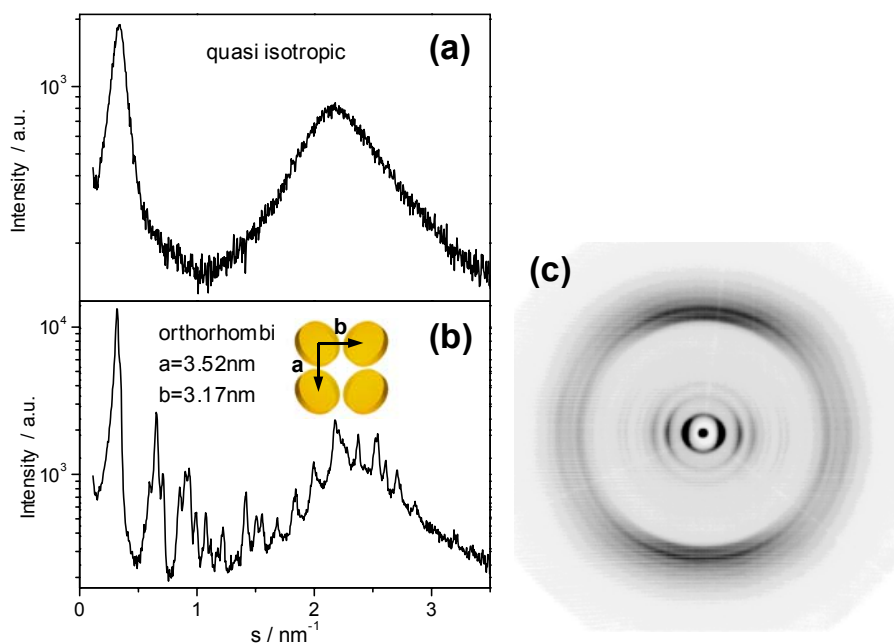 (a)
quasi isotropic
10³
Intensity / a.u.
(b)
orthorhombi
a=3.52nm
b=3.17nm
b
a
10⁴
10³
Intensity / a.u.
0 1 2 3
s / nm⁻¹
(c)